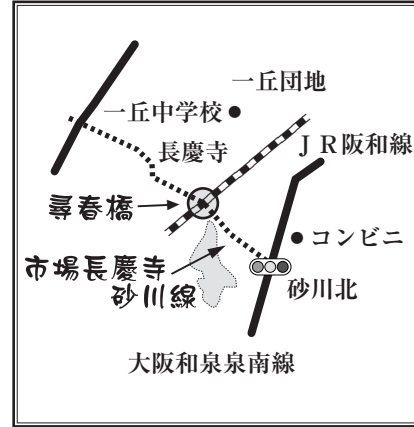 一丘団地
一丘中学校
長慶寺
JR阪和線
尋春橋
コンビニ
市場長慶寺
砂川線
砂川北
大阪和泉泉南線